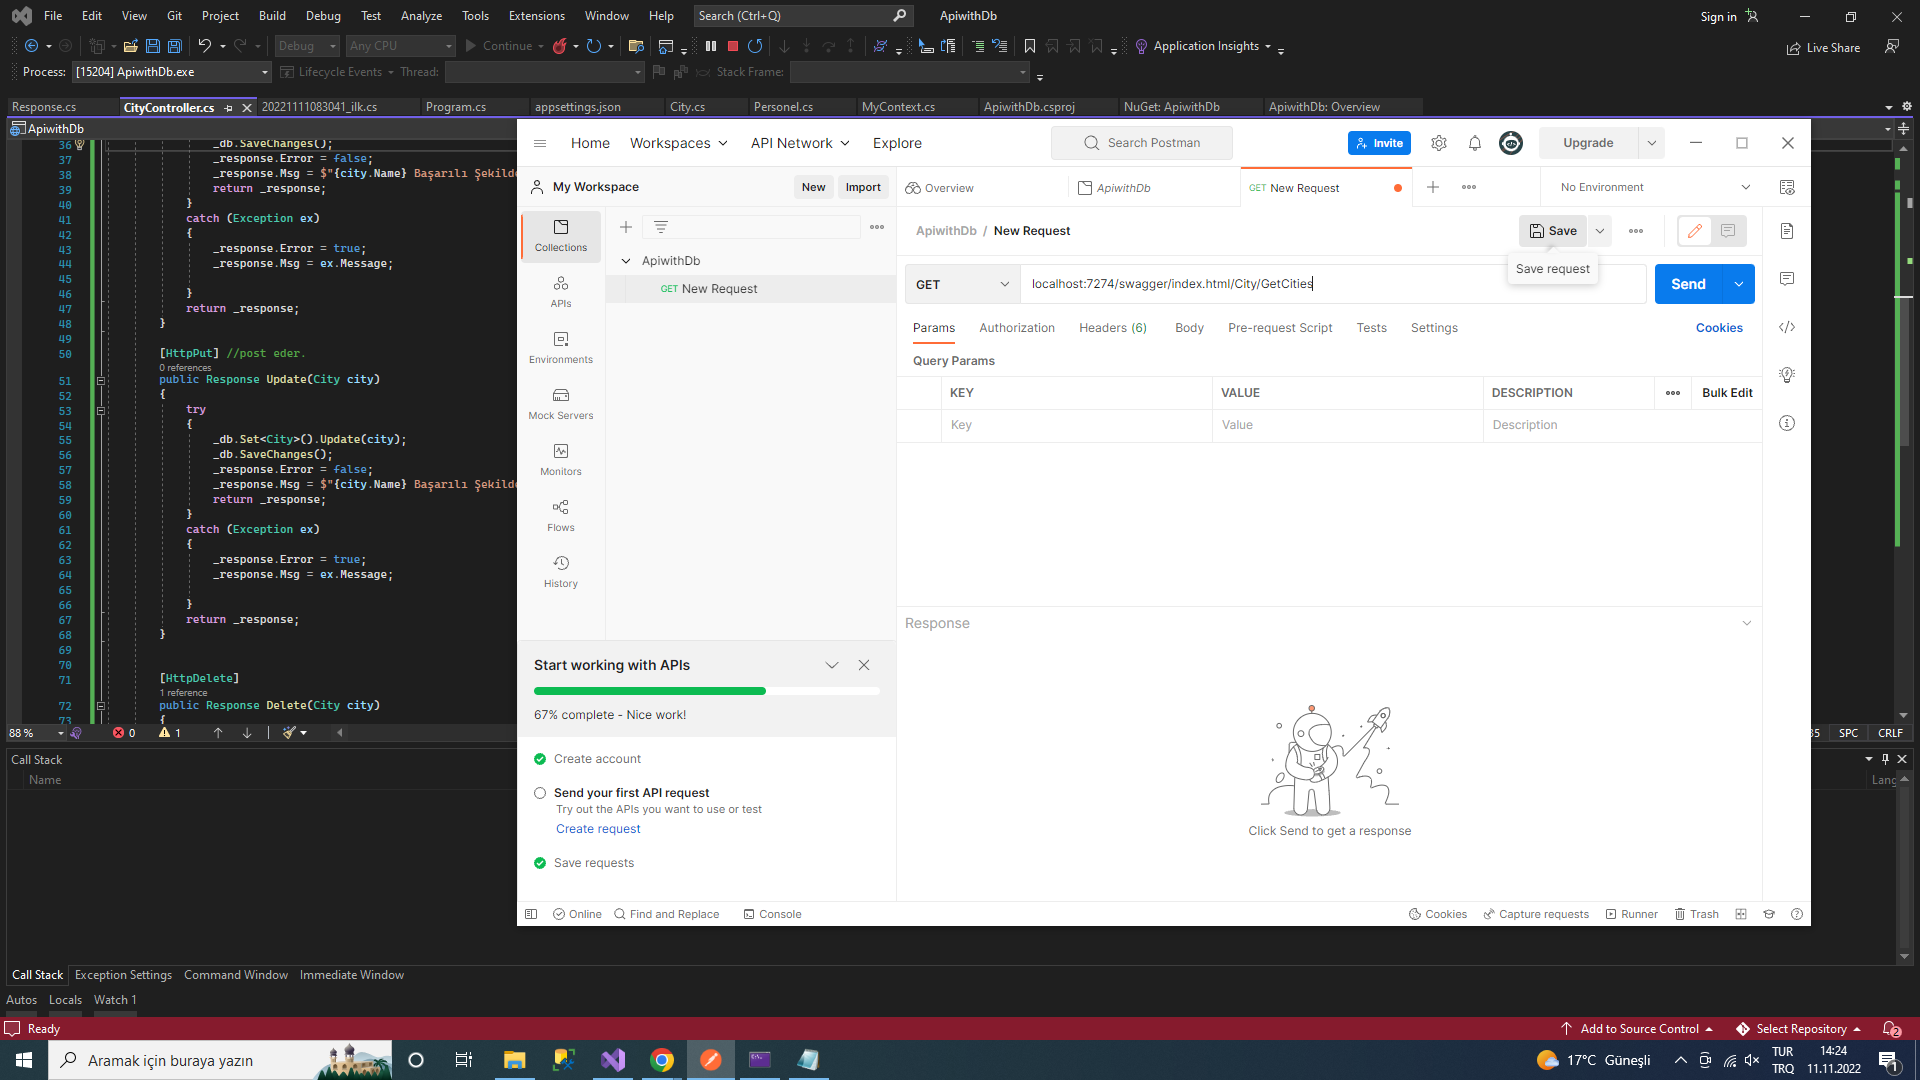 File Edit View Git Project Build Debug Test Analyze Tools Extensions Window Help Search (Ctrl+Q) ApiwithDb Sign in
Debug Any CPU Continue Application Insights Live Share
Process: [15204] ApiwithDb.exe Lifecycle Events Thread: Stack Frame:
Response.cs CityController.cs 20221111083041_ilk.cs Program.cs appsettings.json City.cs Personel.cs MyContext.cs ApiwithDb.csproj NuGet: ApiwithDb ApiwithDb: Overview
ApiwithDb
36 _db.SaveChanges();
37 _response.Error = false;
38 _response.Msg = $"{city.Name} Başarılı Şekilde
39 return _response;
40 }
41 catch (Exception ex)
42 {
43 _response.Error = true;
44 _response.Msg = ex.Message;
45
46 }
47 return _response;
48 }
49
50 [HttpPut] //post eder.
0 references
51 public Response Update(City city)
52 {
53 try
54 {
55 _db.Set<City>().Update(city);
56 _db.SaveChanges();
57 _response.Error = false;
58 _response.Msg = $"{city.Name} Başarılı Şekilde
59 return _response;
60 }
61 catch (Exception ex)
62 {
63 _response.Error = true;
64 _response.Msg = ex.Message;
65
66 }
67 return _response;
68 }
69
70
71 [HttpDelete]
1 reference
72 public Response Delete(City city)
73 {
88 % 0 1
35 SPC CRLF
Call Stack
Name
Call Stack Exception Settings Command Window Immediate Window
Autos Locals Watch 1
Ready
Add to Source Control Select Repository 2
Home Workspaces API Network Explore Search Postman Invite Upgrade
My Workspace New Import
Overview ApiwithDb GET New Request No Environment
Collections
APIs
Environments
Mock Servers
Monitors
Flows
History
ApiwithDb
GET New Request
ApiwithDb / New Request Save
Save request
GET localhost:7274/swagger/index.html/City/GetCities Send
Params Authorization Headers (6) Body Pre-request Script Tests Settings Cookies
Query Params
KEY VALUE DESCRIPTION Bulk Edit
Key Value Description
Response
Click Send to get a response
Start working with APIs
67% complete - Nice work!
Create account
Send your first API request
Try out the APIs you want to use or test
Create request
Save requests
Online Find and Replace Console Cookies Capture requests Runner Trash
Aramak için buraya yazın
17°C Güneşli
TUR
TRQ
14:24
11.11.2022
1